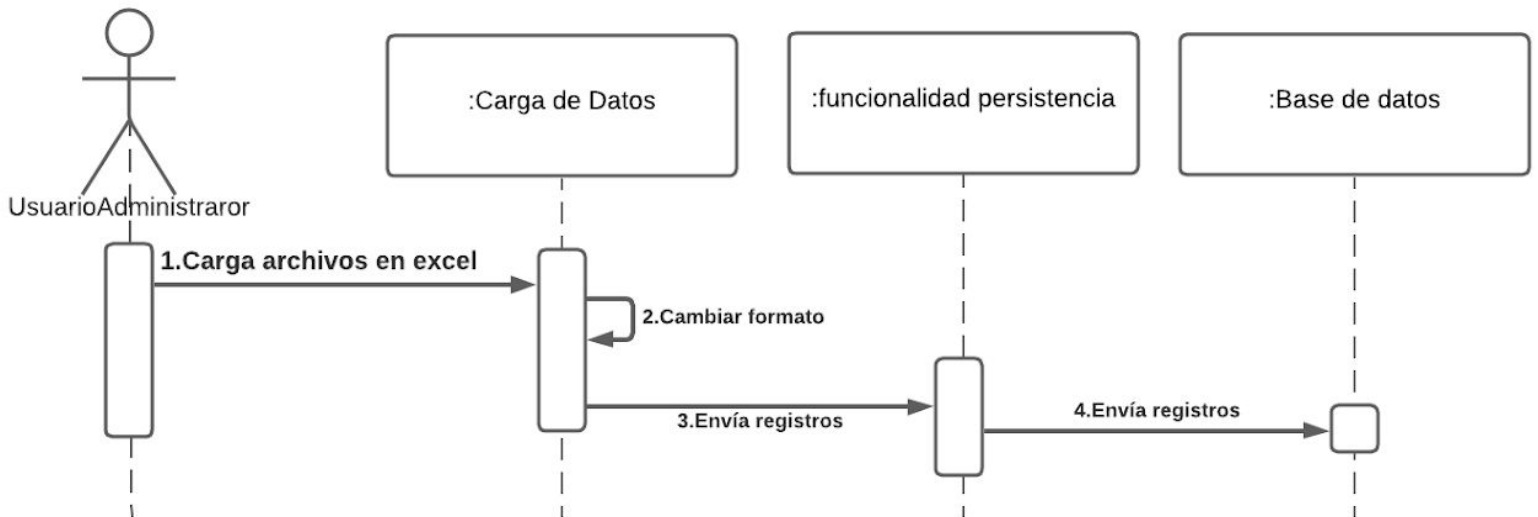 :Carga de Datos
:funcionalidad persistencia
:Base de datos
UsuarioAdministraror
1.Carga archivos en excel
2.Cambiar formato
3.Envía registros
4.Envía registros